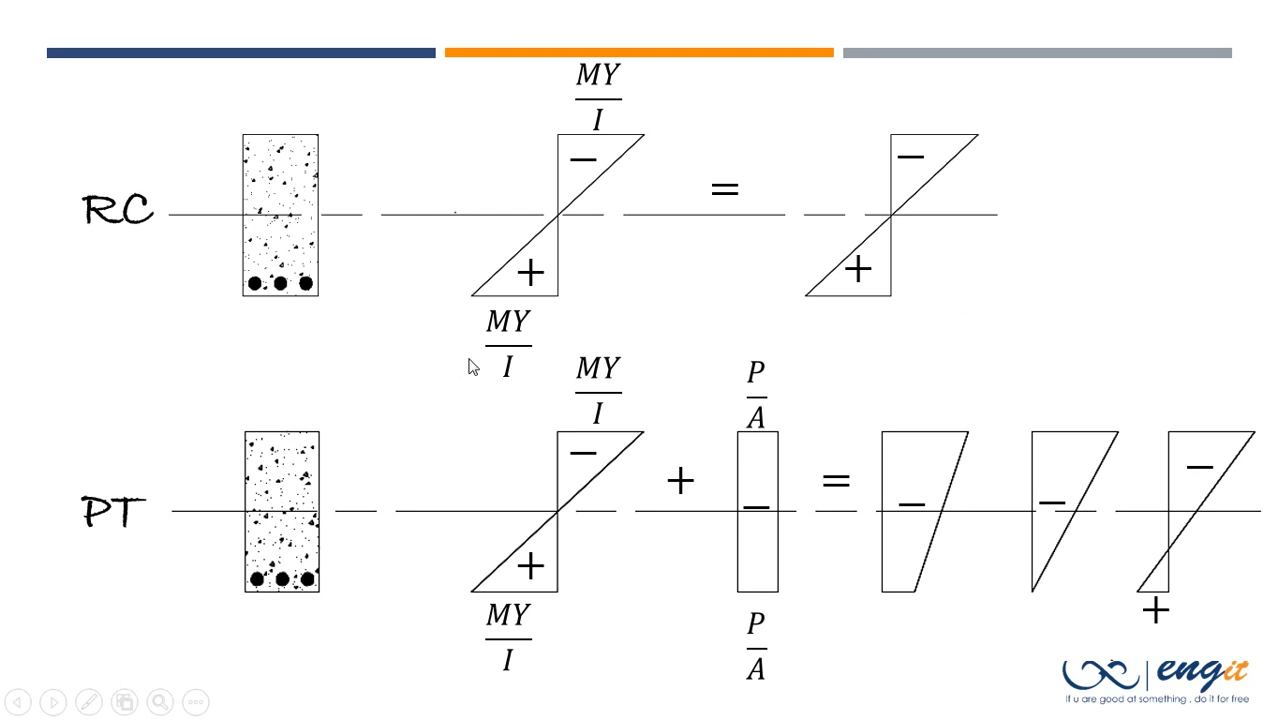 MY
I
−
−
RC
=
+
+
MY
I
MY
I
P
A
−
+
=
−
−
−
−
PT
+
+
MY
I
P
A
engit
If u are good at something , do it for free